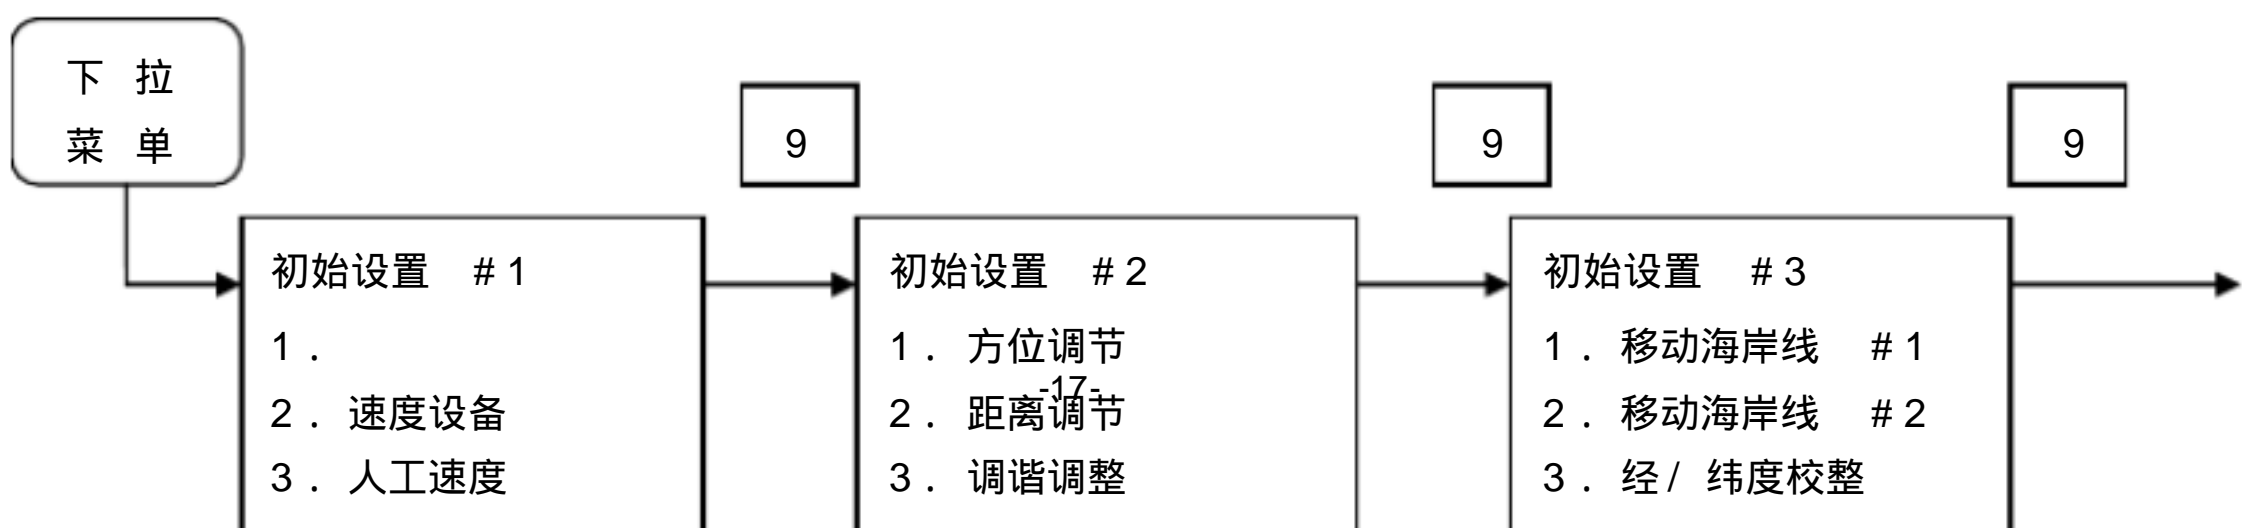 下 拉
菜 单
9
9
9
初始设置 #1
1.
2. 速度设备
3. 人工速度
初始设置 #2
1. 方位调节
-17-
2. 距离调节
3. 调谐调整
初始设置 #3
1. 移动海岸线 #1
2. 移动海岸线 #2
3. 经/ 纬度校整